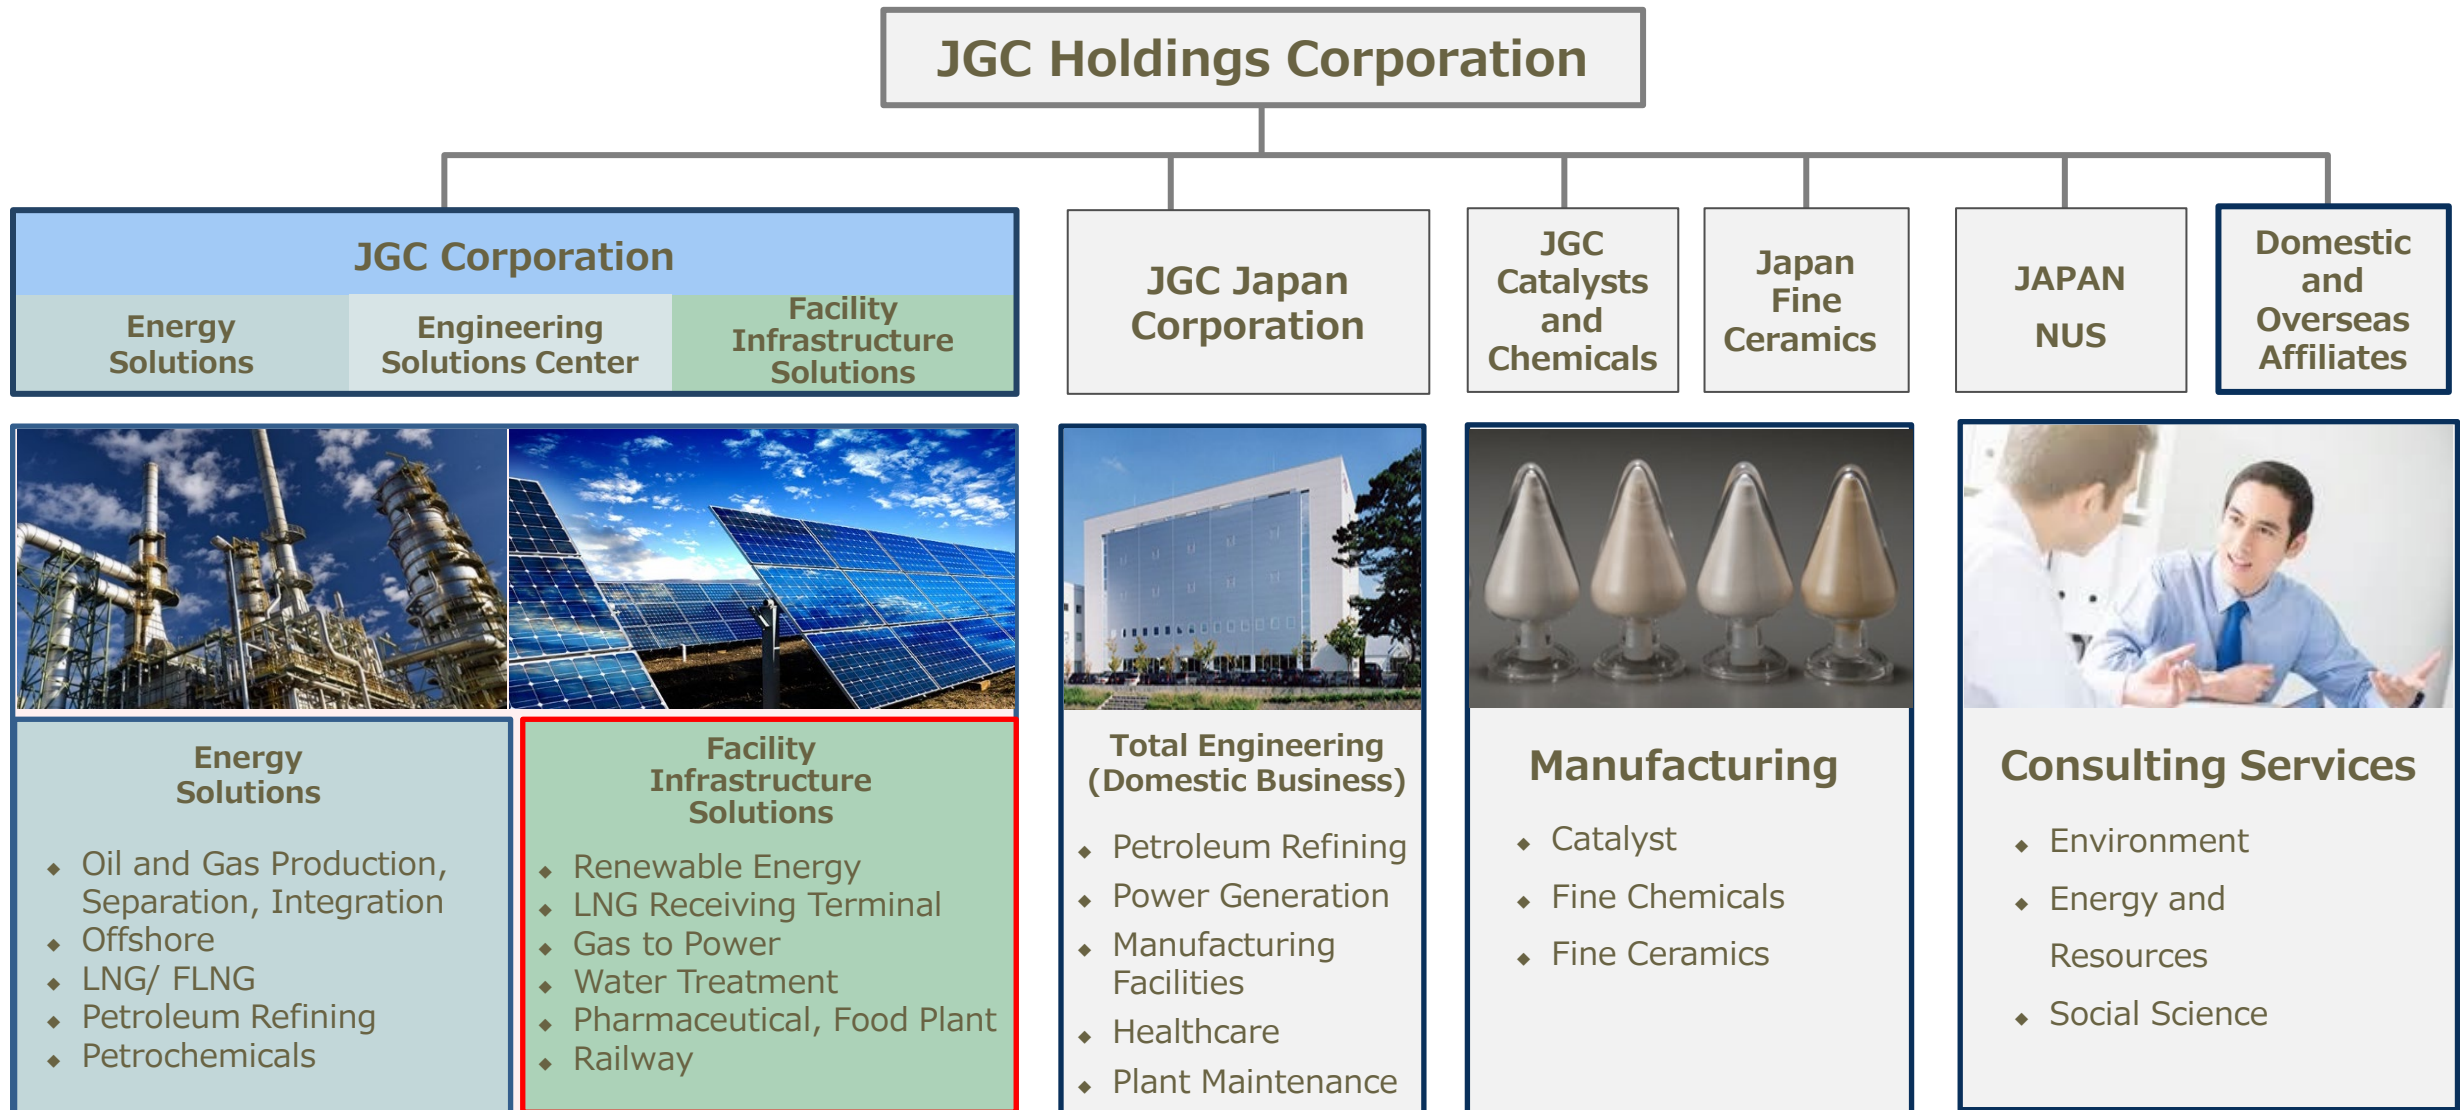 JGC Holdings Corporation
JGC Corporation
Energy
Solutions
Engineering
Solutions Center
Facility
Infrastructure
Solutions
JGC Japan
Corporation
JGC
Catalysts
and
Chemicals
Japan
Fine
Ceramics
JAPAN
NUS
Domestic
and
Overseas
Affiliates
Energy
Solutions
◆ Oil and Gas Production,
Separation, Integration
◆ Offshore
◆ LNG/ FLNG
◆ Petroleum Refining
◆ Petrochemicals
Facility
Infrastructure
Solutions
◆ Renewable Energy
◆ LNG Receiving Terminal
◆ Gas to Power
◆ Water Treatment
◆ Pharmaceutical, Food Plant
◆ Railway
Total Engineering
(Domestic Business)
◆ Petroleum Refining
◆ Power Generation
◆ Manufacturing
Facilities
◆ Healthcare
◆ Plant Maintenance
Manufacturing
◆ Catalyst
◆ Fine Chemicals
◆ Fine Ceramics
Consulting Services
◆ Environment
◆ Energy and
Resources
◆ Social Science